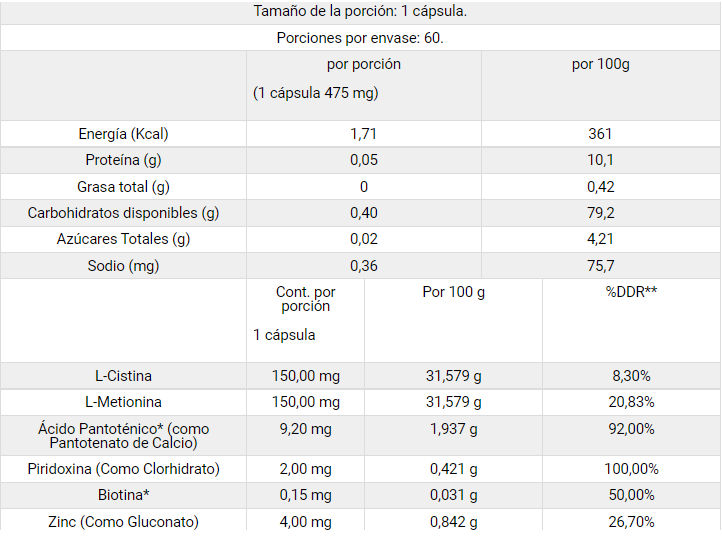 Tamaño de la porción: 1 cápsula.
Porciones por envase: 60.
por porción por 100g
(1 cápsula 475 mg)
Energía (Kcal) 1,71 361
Proteína (g) 0,05 10,1
Grasa total (g) 0 0,42
Carbohidratos disponibles (g) 0,40 79,2
Azúcares Totales (g) 0,02 4,21
Sodio (mg) 0,36 75,7
Cont. por Por 100 g %DDR**
porción
1 cápsula
L-Cistina 150,00 mg 31,579 g 8,30%
L-Metionina 150,00 mg 31,579 g 20,83%
Ácido Pantoténico* (como 9,20 mg 1,937 g 92,00%
Pantotenato de Calcio)
Piridoxina (Como Clorhidrato) 2,00 mg 0,421 g 100,00%
Biotina* 0,15 mg 0,031 g 50,00%
Zinc (Como Gluconato) 4,00 mg 0,842 g 26,70%